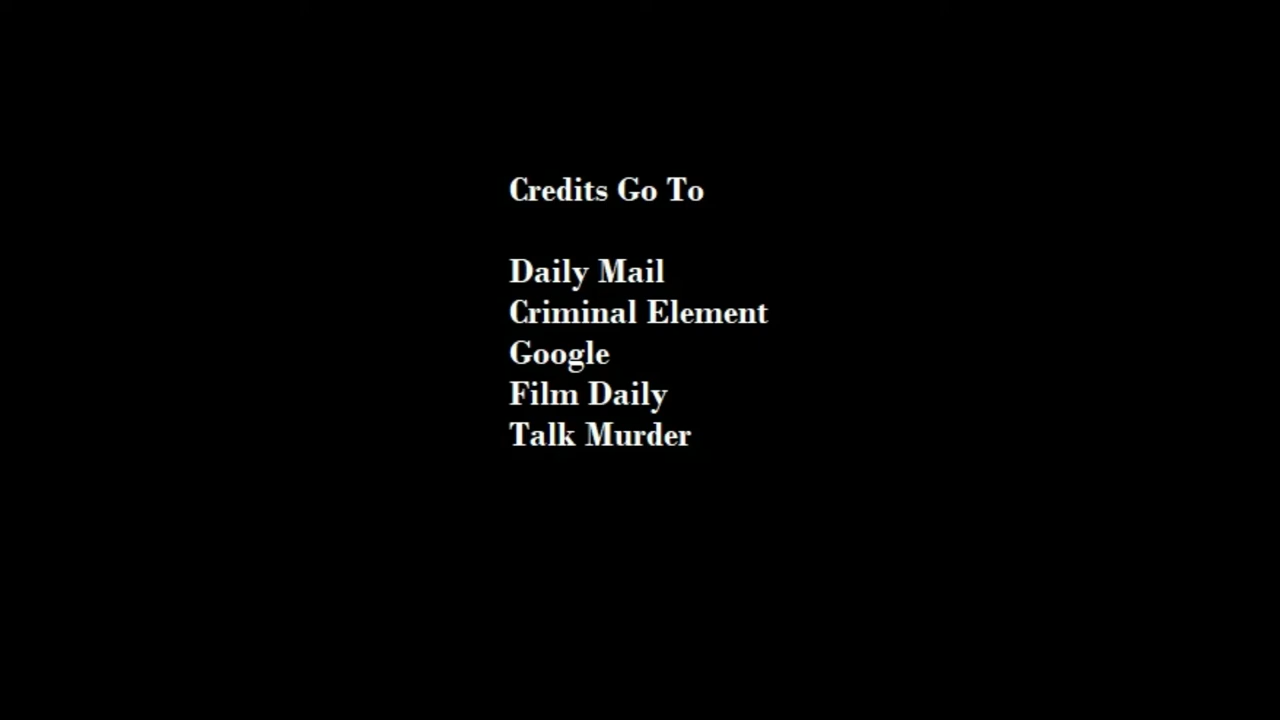 Credits Go To
Daily Mail
Criminal Element
Google
Film Daily
Talk Murder